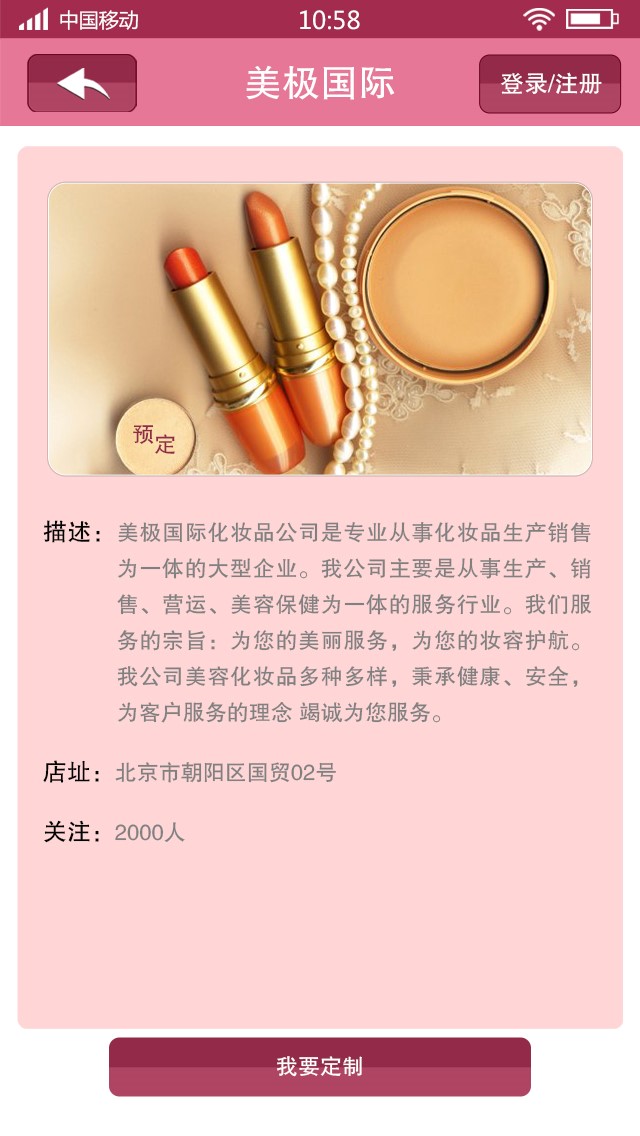 中国移动 10:58
美极国际
登录/注册
预定
描述：美极国际化妆品公司是专业从事化妆品生产销售
为一体的大型企业。我公司主要是从事生产、销
售、营运、美容保健为一体的服务行业。我们服
务的宗旨：为您的美丽服务，为您的妆容护航。
我公司美容化妆品多种多样，秉承健康、安全，
为客户服务的理念 竭诚为您服务。
店址：北京市朝阳区国贸02号
关注：2000人
我要定制